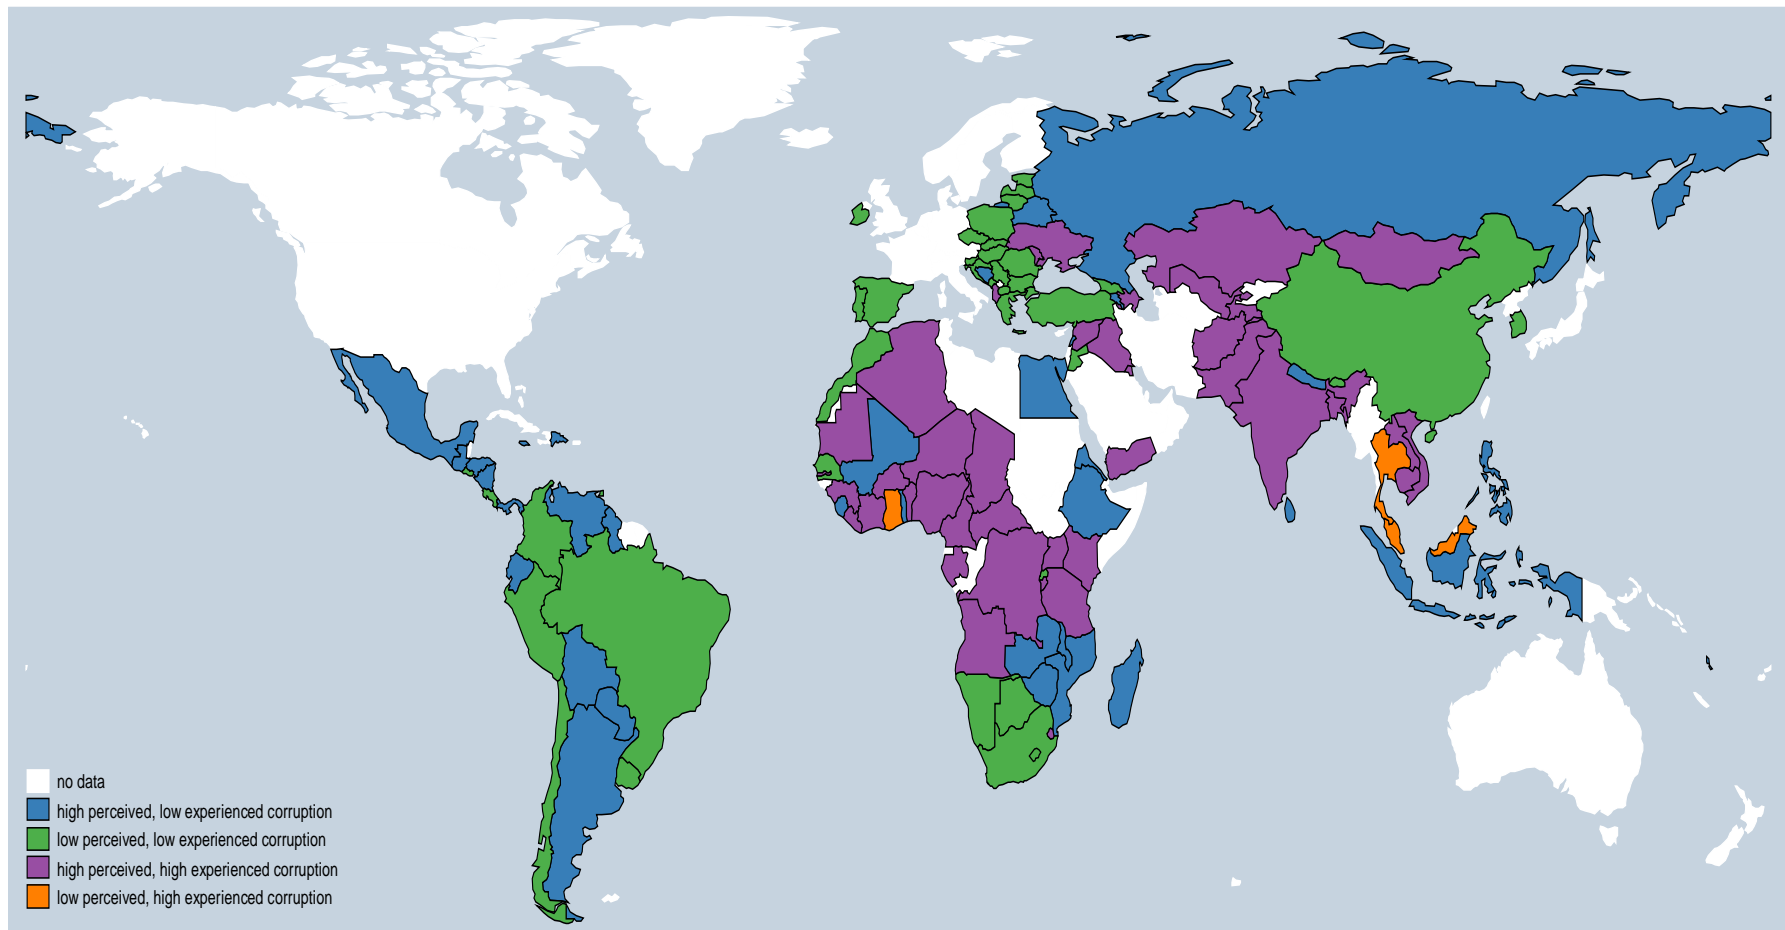 no data
high perceived, low experienced corruption
low perceived, low experienced corruption
high perceived, high experienced corruption
low perceived, high experienced corruption